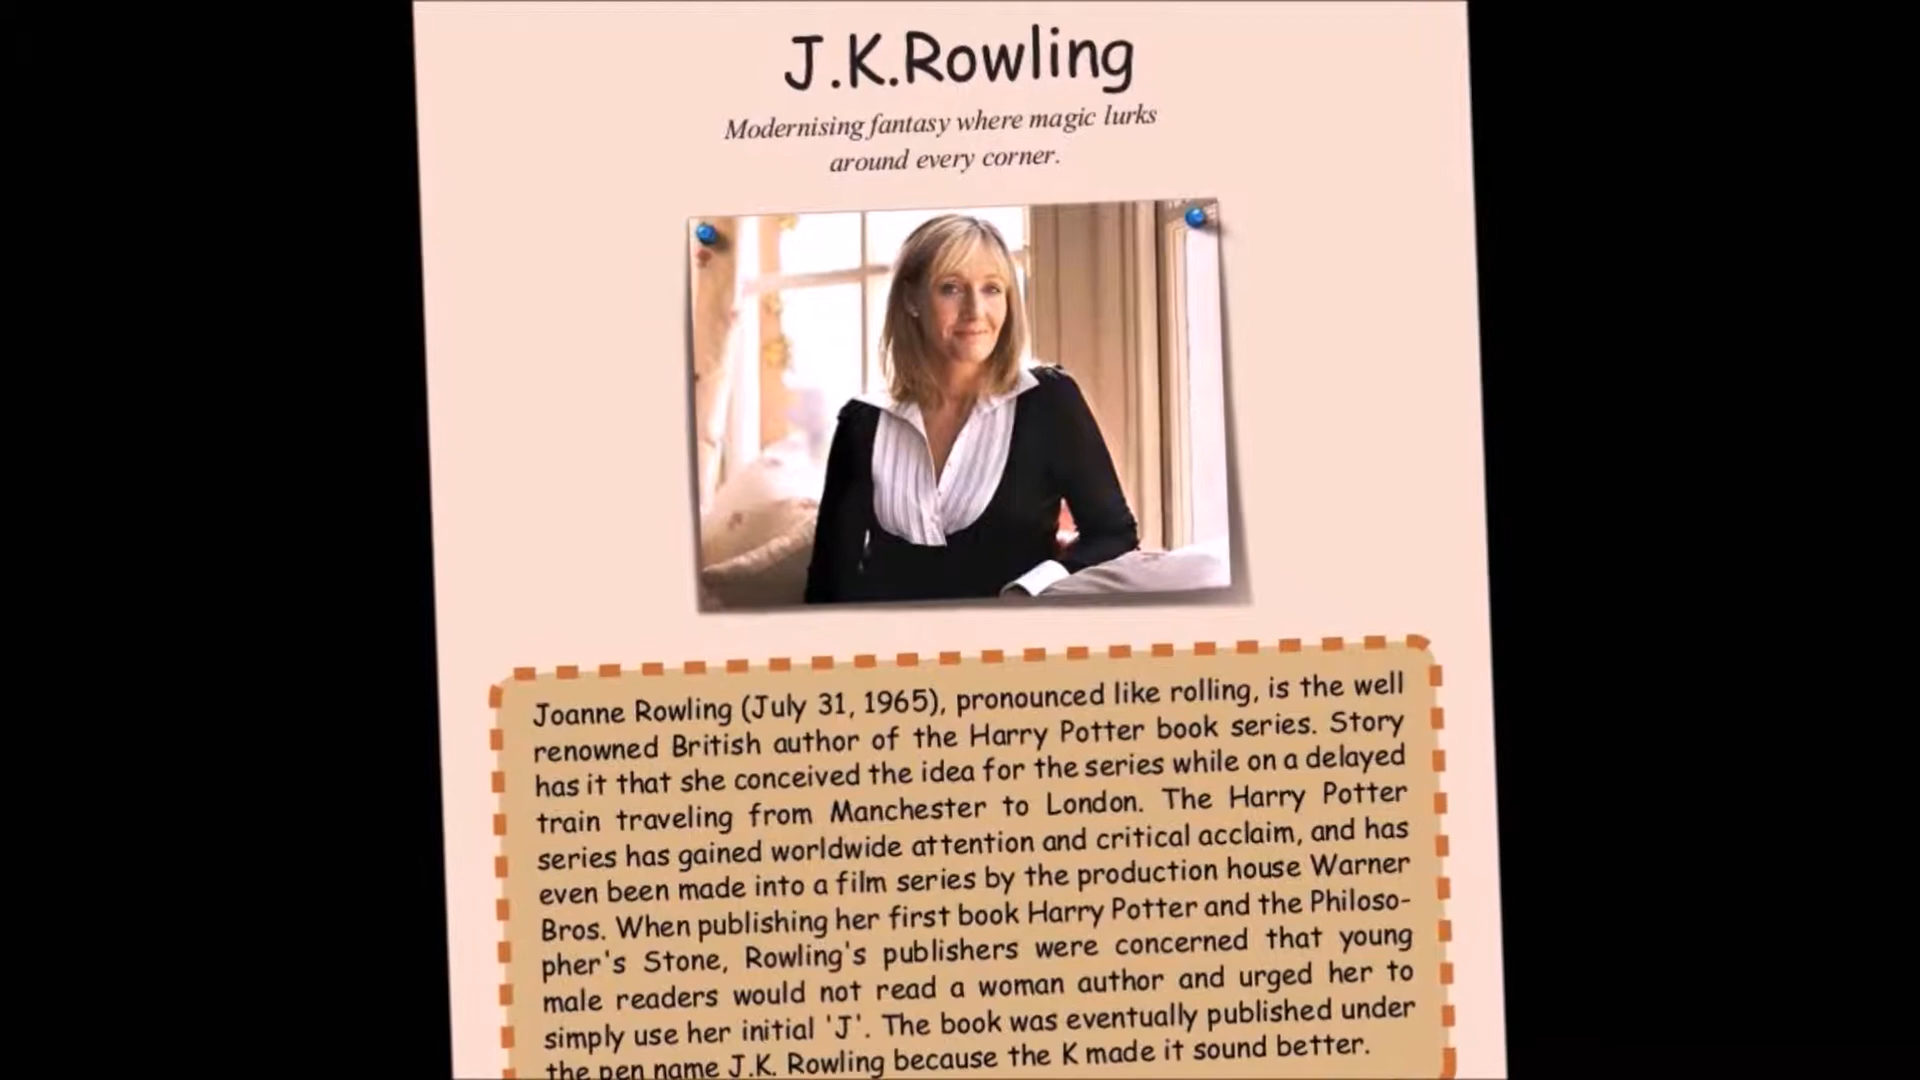 J.K.Rowling
Modernising fantasy where magic lurks
around every corner.
Joanne Rowling (July 31, 1965), pronounced like rolling, is the well
renowned British author of the Harry Potter book series. Story
has it that she conceived the idea for the series while on a delayed
train traveling from Manchester to London. The Harry Potter
series has gained worldwide attention and critical acclaim, and has
even been made into a film series by the production house Warner
Bros. When publishing her first book Harry Potter and the Philoso-
pher's Stone, Rowling's publishers were concerned that young
male readers would not read a woman author and urged her to
simply use her initial 'J'. The book was eventually published under
the pen name J.K. Rowling because the K made it sound better.